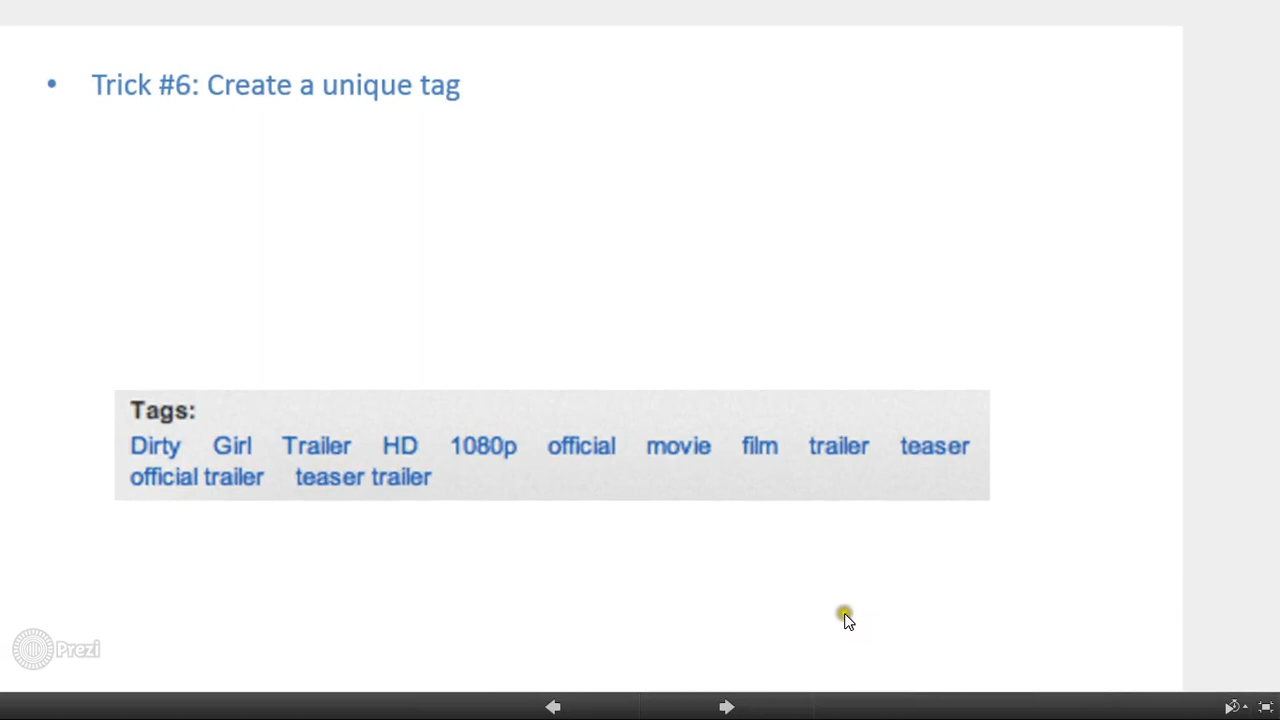 • Trick #6: Create a unique tag
Tags:
Dirty Girl Trailer HD 1080p official movie film trailer teaser
official trailer teaser trailer
Prezi